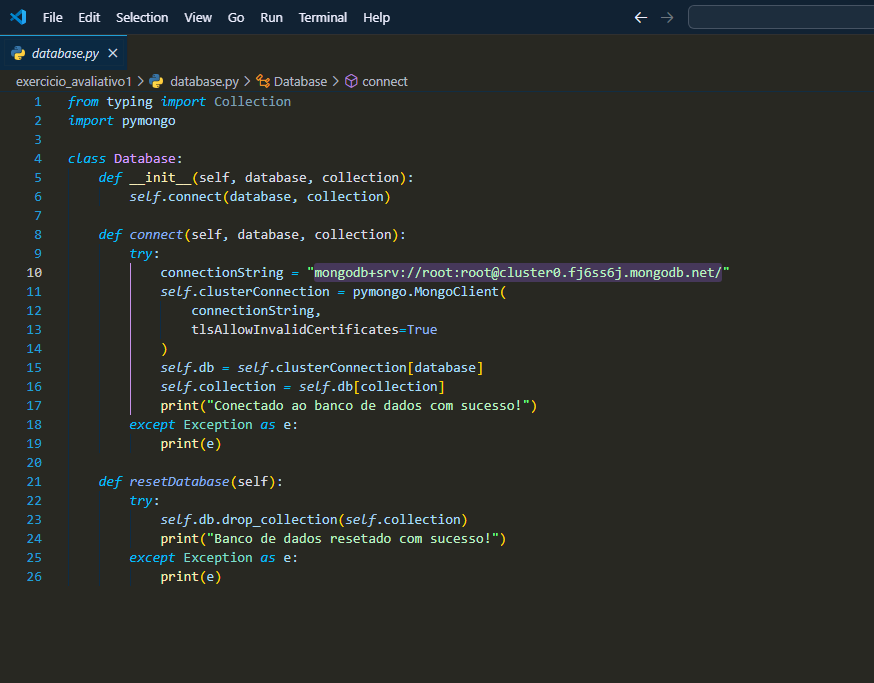 File Edit Selection View Go Run Terminal Help
database.py
exercicio_avaliativo1 > database.py > Database > connect
1 from typing import Collection
2 import pymongo
3
4 class Database:
5     def __init__(self, database, collection):
6         self.connect(database, collection)
7
8     def connect(self, database, collection):
9         try:
10             connectionString = "mongodb+srv://root:root@cluster0.fj6ss6j.mongodb.net/"
11             self.clusterConnection = pymongo.MongoClient(
12                 connectionString,
13                 tlsAllowInvalidCertificates=True
14             )
15             self.db = self.clusterConnection[database]
16             self.collection = self.db[collection]
17             print("Conectado ao banco de dados com sucesso!")
18         except Exception as e:
19             print(e)
20
21     def resetDatabase(self):
22         try:
23             self.db.drop_collection(self.collection)
24             print("Banco de dados resetado com sucesso!")
25         except Exception as e:
26             print(e)